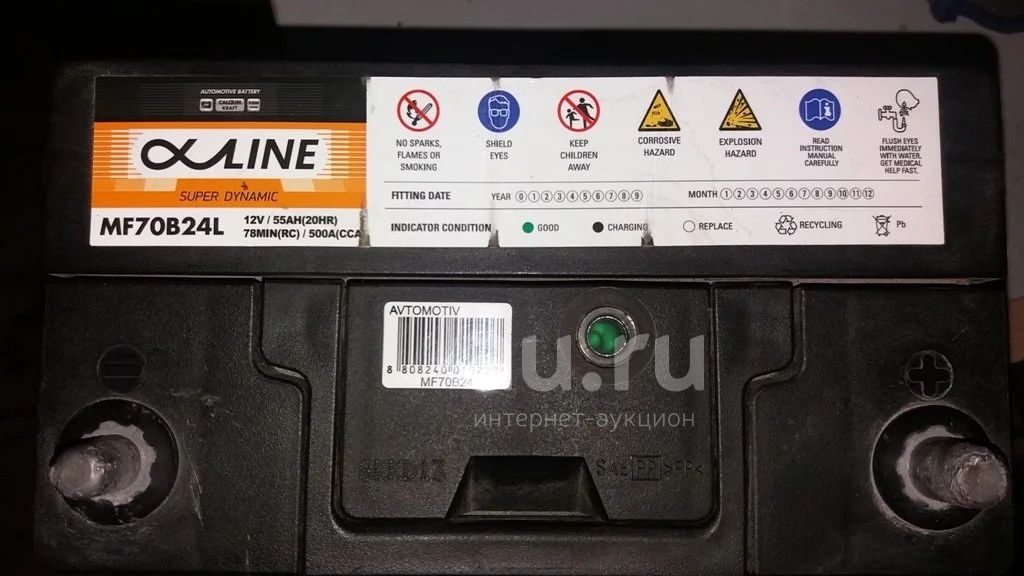 AUTOMOTIVE BATTERY
CALCIUM
KRAFT
αLINE
SUPER DYNAMIC
MF70B24L
12V / 55AH(20HR)
78MIN(RC) / 500A(CCA
NO SPARKS,
FLAMES OR
SMOKING
SHIELD
EYES
KEEP
CHILDREN
AWAY
CORROSIVE
HAZARD
EXPLOSION
HAZARD
READ
INSTRUCTION
MANUAL
CAREFULLY
FLUSH EYES
IMMEDIATELY
WITH WATER,
GET MEDICAL
HELP FAST.
FITTING DATE YEAR 0 1 2 3 4 5 6 7 8 9 MONTH 1 2 3 4 5 6 7 8 9 10 11 12
INDICATOR CONDITION GOOD CHARGING REPLACE RECYCLING Pb
AVTOMOTIV
MF70B24
u.ru
интернет-аукцион
PP >PP<